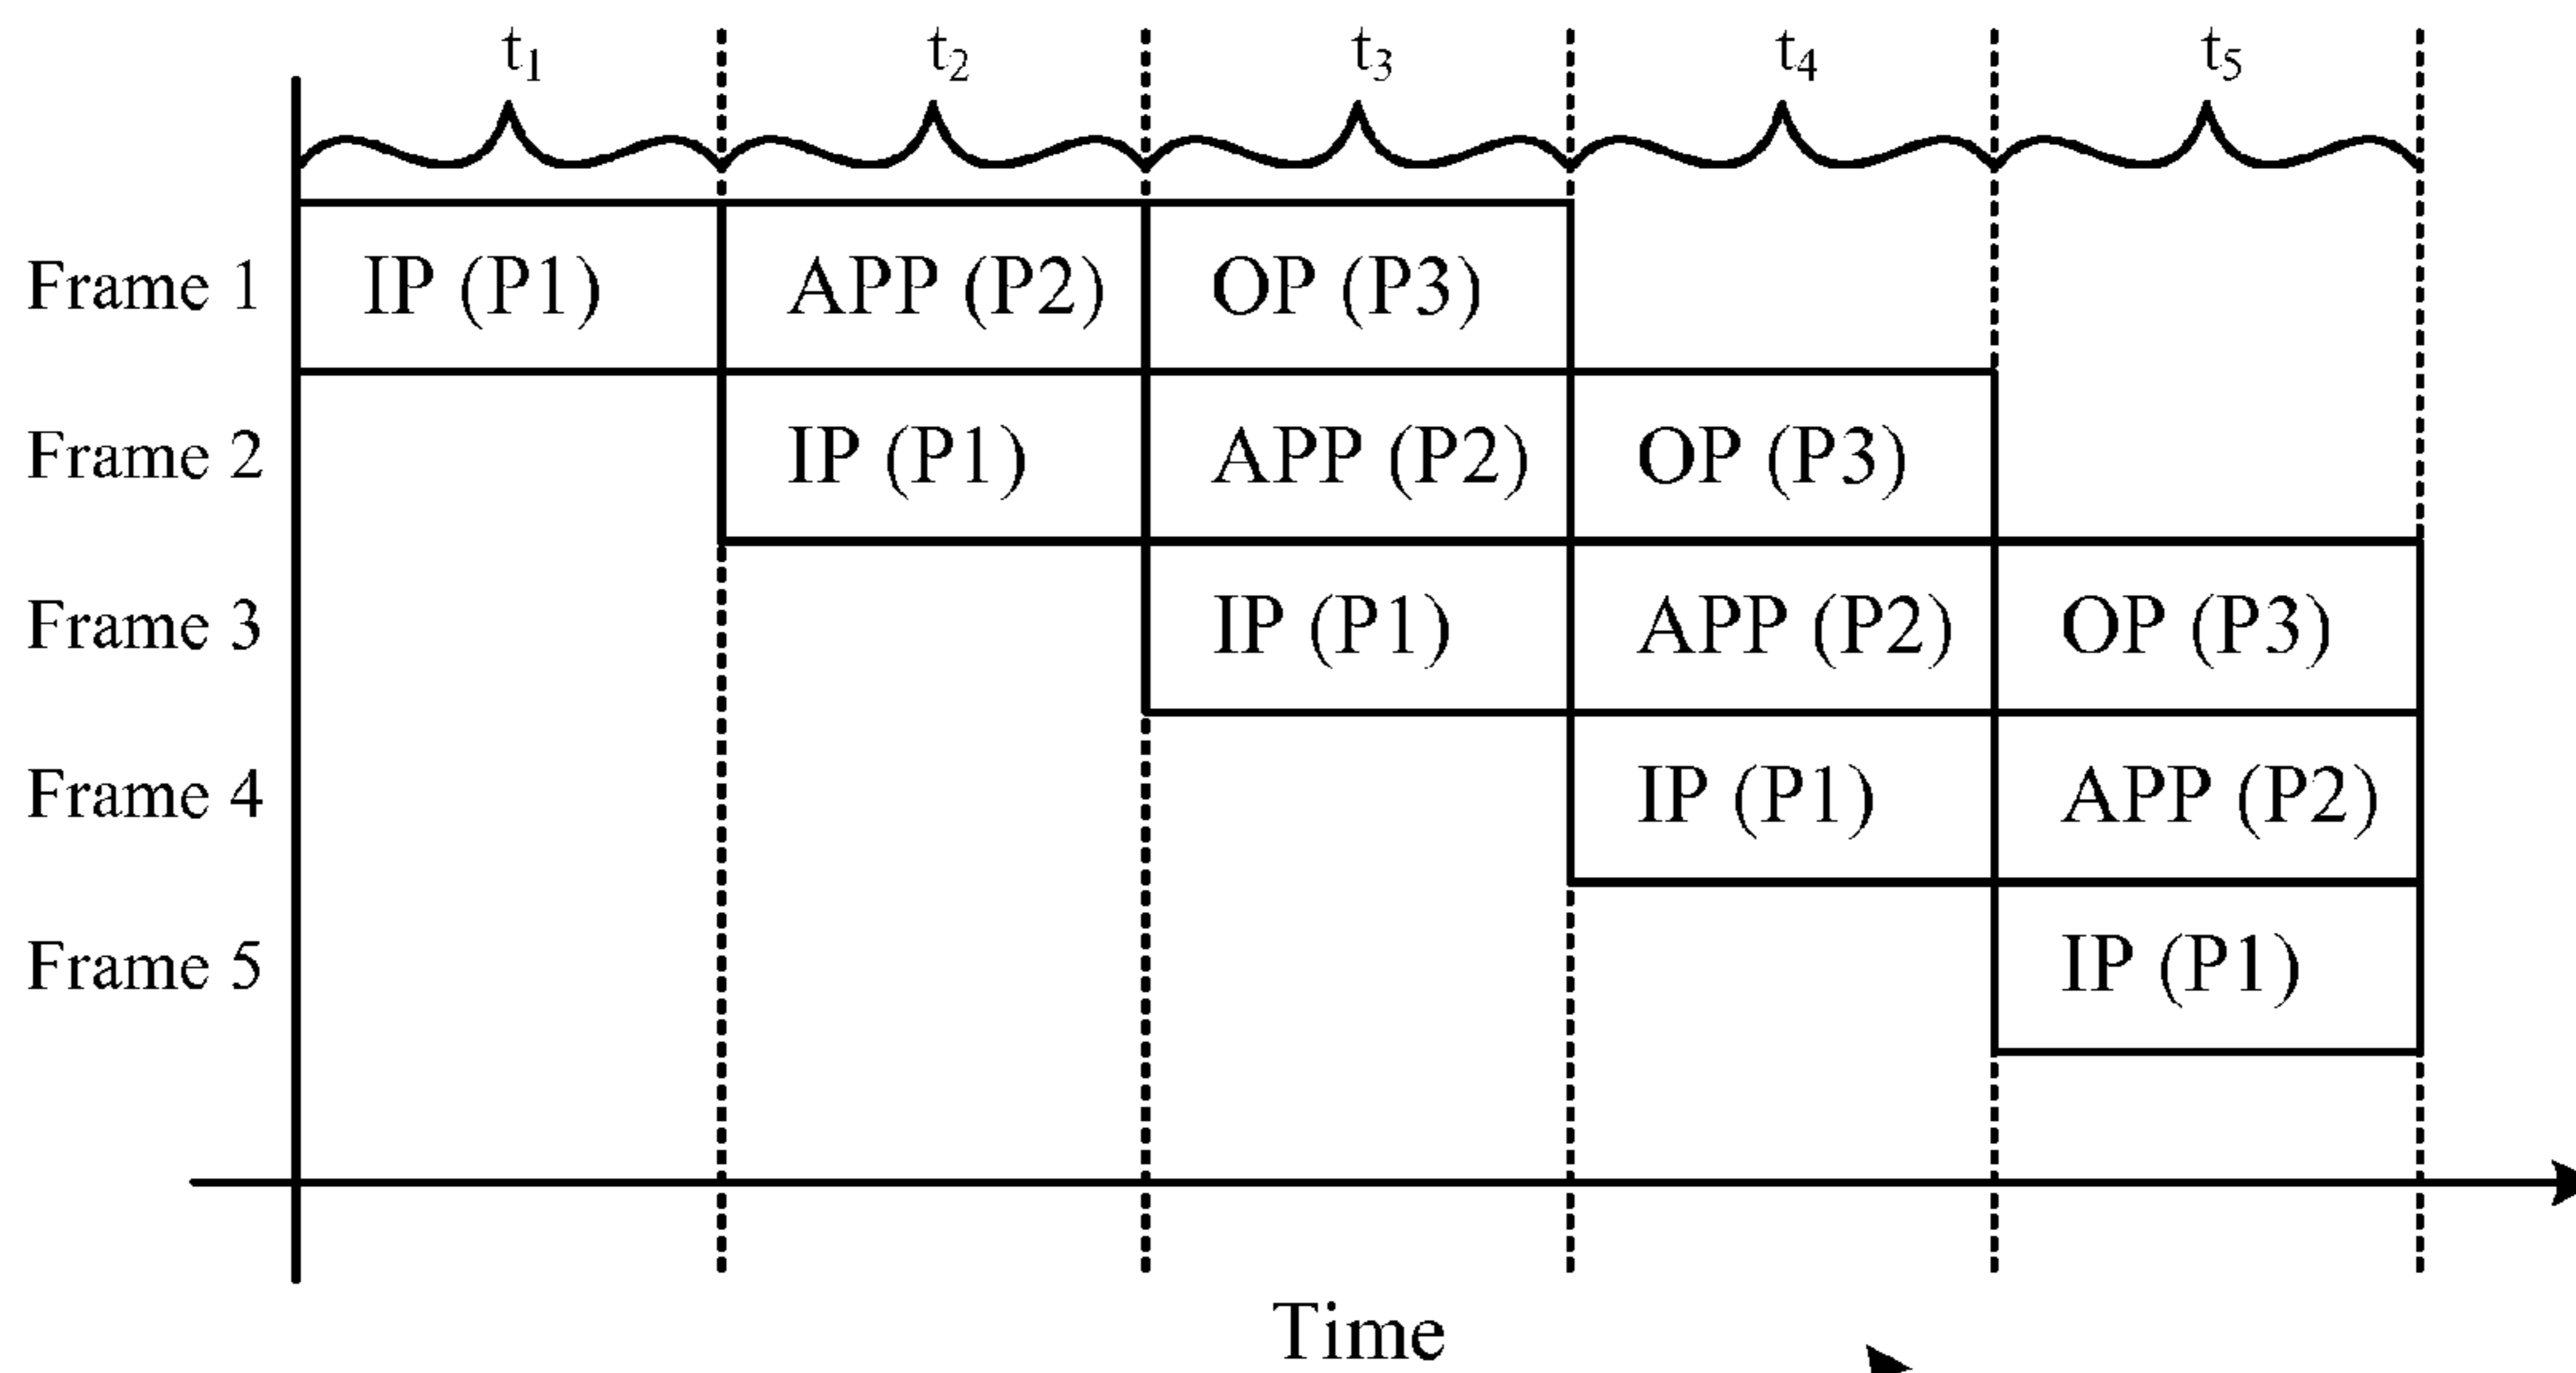 t₁ t₂ t₃ t₄ t₅
Frame 1 IP (P1) APP (P2) OP (P3)
Frame 2 IP (P1) APP (P2) OP (P3)
Frame 3 IP (P1) APP (P2) OP (P3)
Frame 4 IP (P1) APP (P2)
Frame 5 IP (P1)
Time